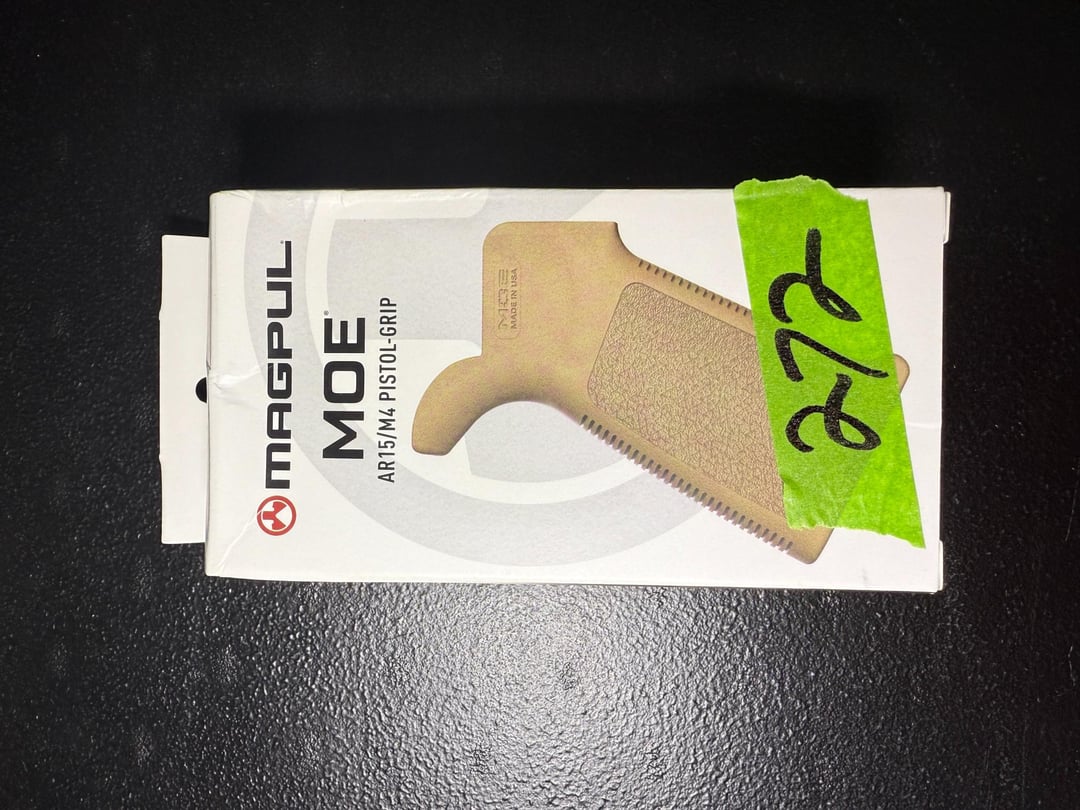 MAGPUL
MOE®
AR15/M4 PISTOL-GRIP
MOE
MADE IN USA
272